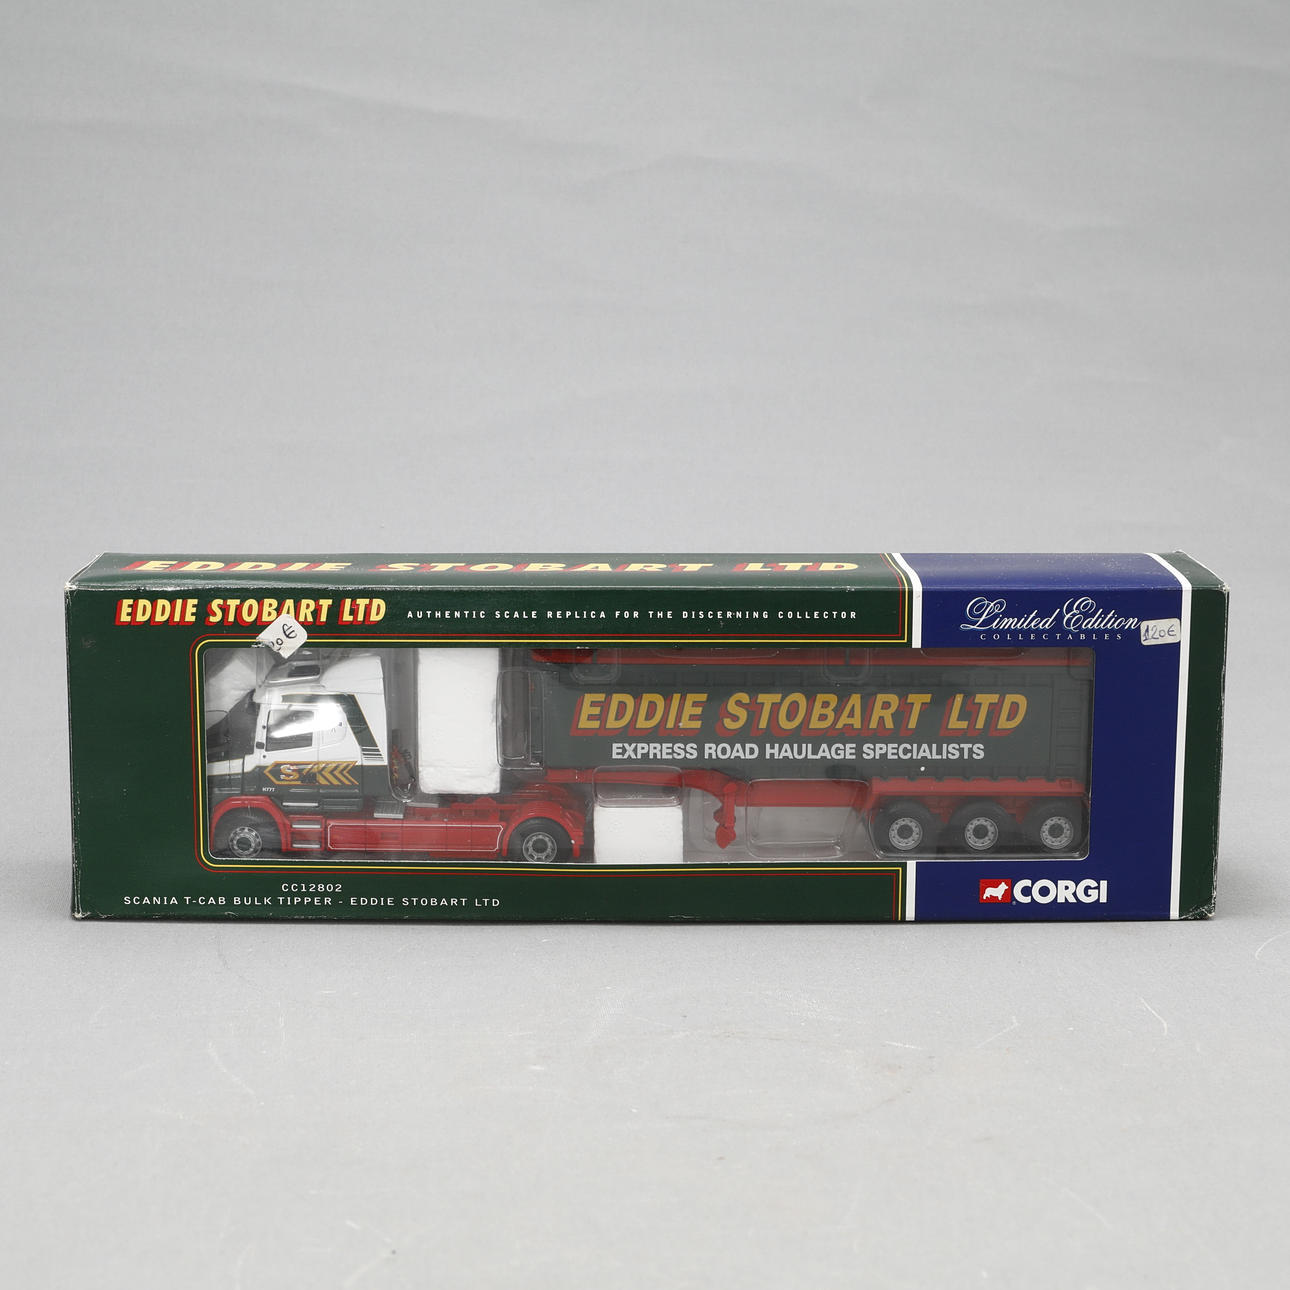 EDDIE STOBART LTD
EDDIE STOBART LTD
AUTHENTIC SCALE REPLICA FOR THE DISCERNING COLLECTOR
Limited Edition
COLLECTABLES
120€
EDDIE STOBART LTD
EXPRESS ROAD HAULAGE SPECIALISTS
S
H777
CC12802
SCANIA T-CAB BULK TIPPER - EDDIE STOBART LTD
CORGI